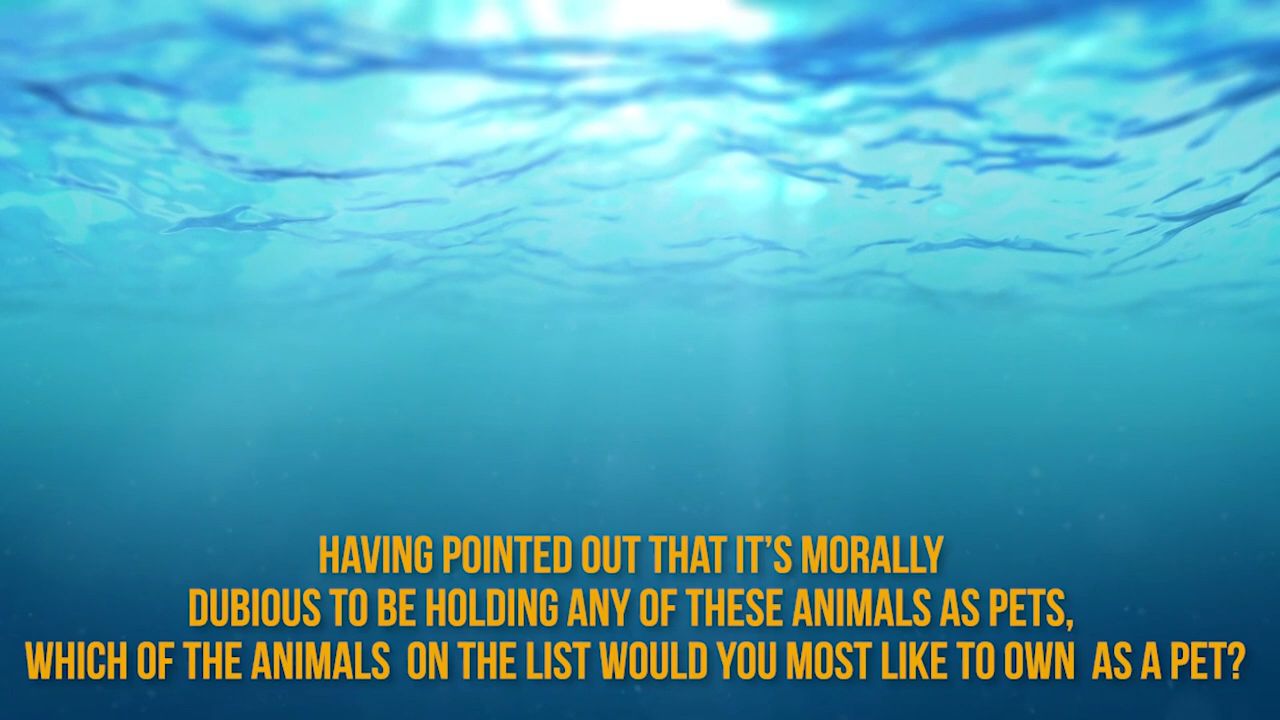 HAVING POINTED OUT THAT IT'S MORALLY
DUBIOUS TO BE HOLDING ANY OF THESE ANIMALS AS PETS,
WHICH OF THE ANIMALS ON THE LIST WOULD YOU MOST LIKE TO OWN AS A PET?